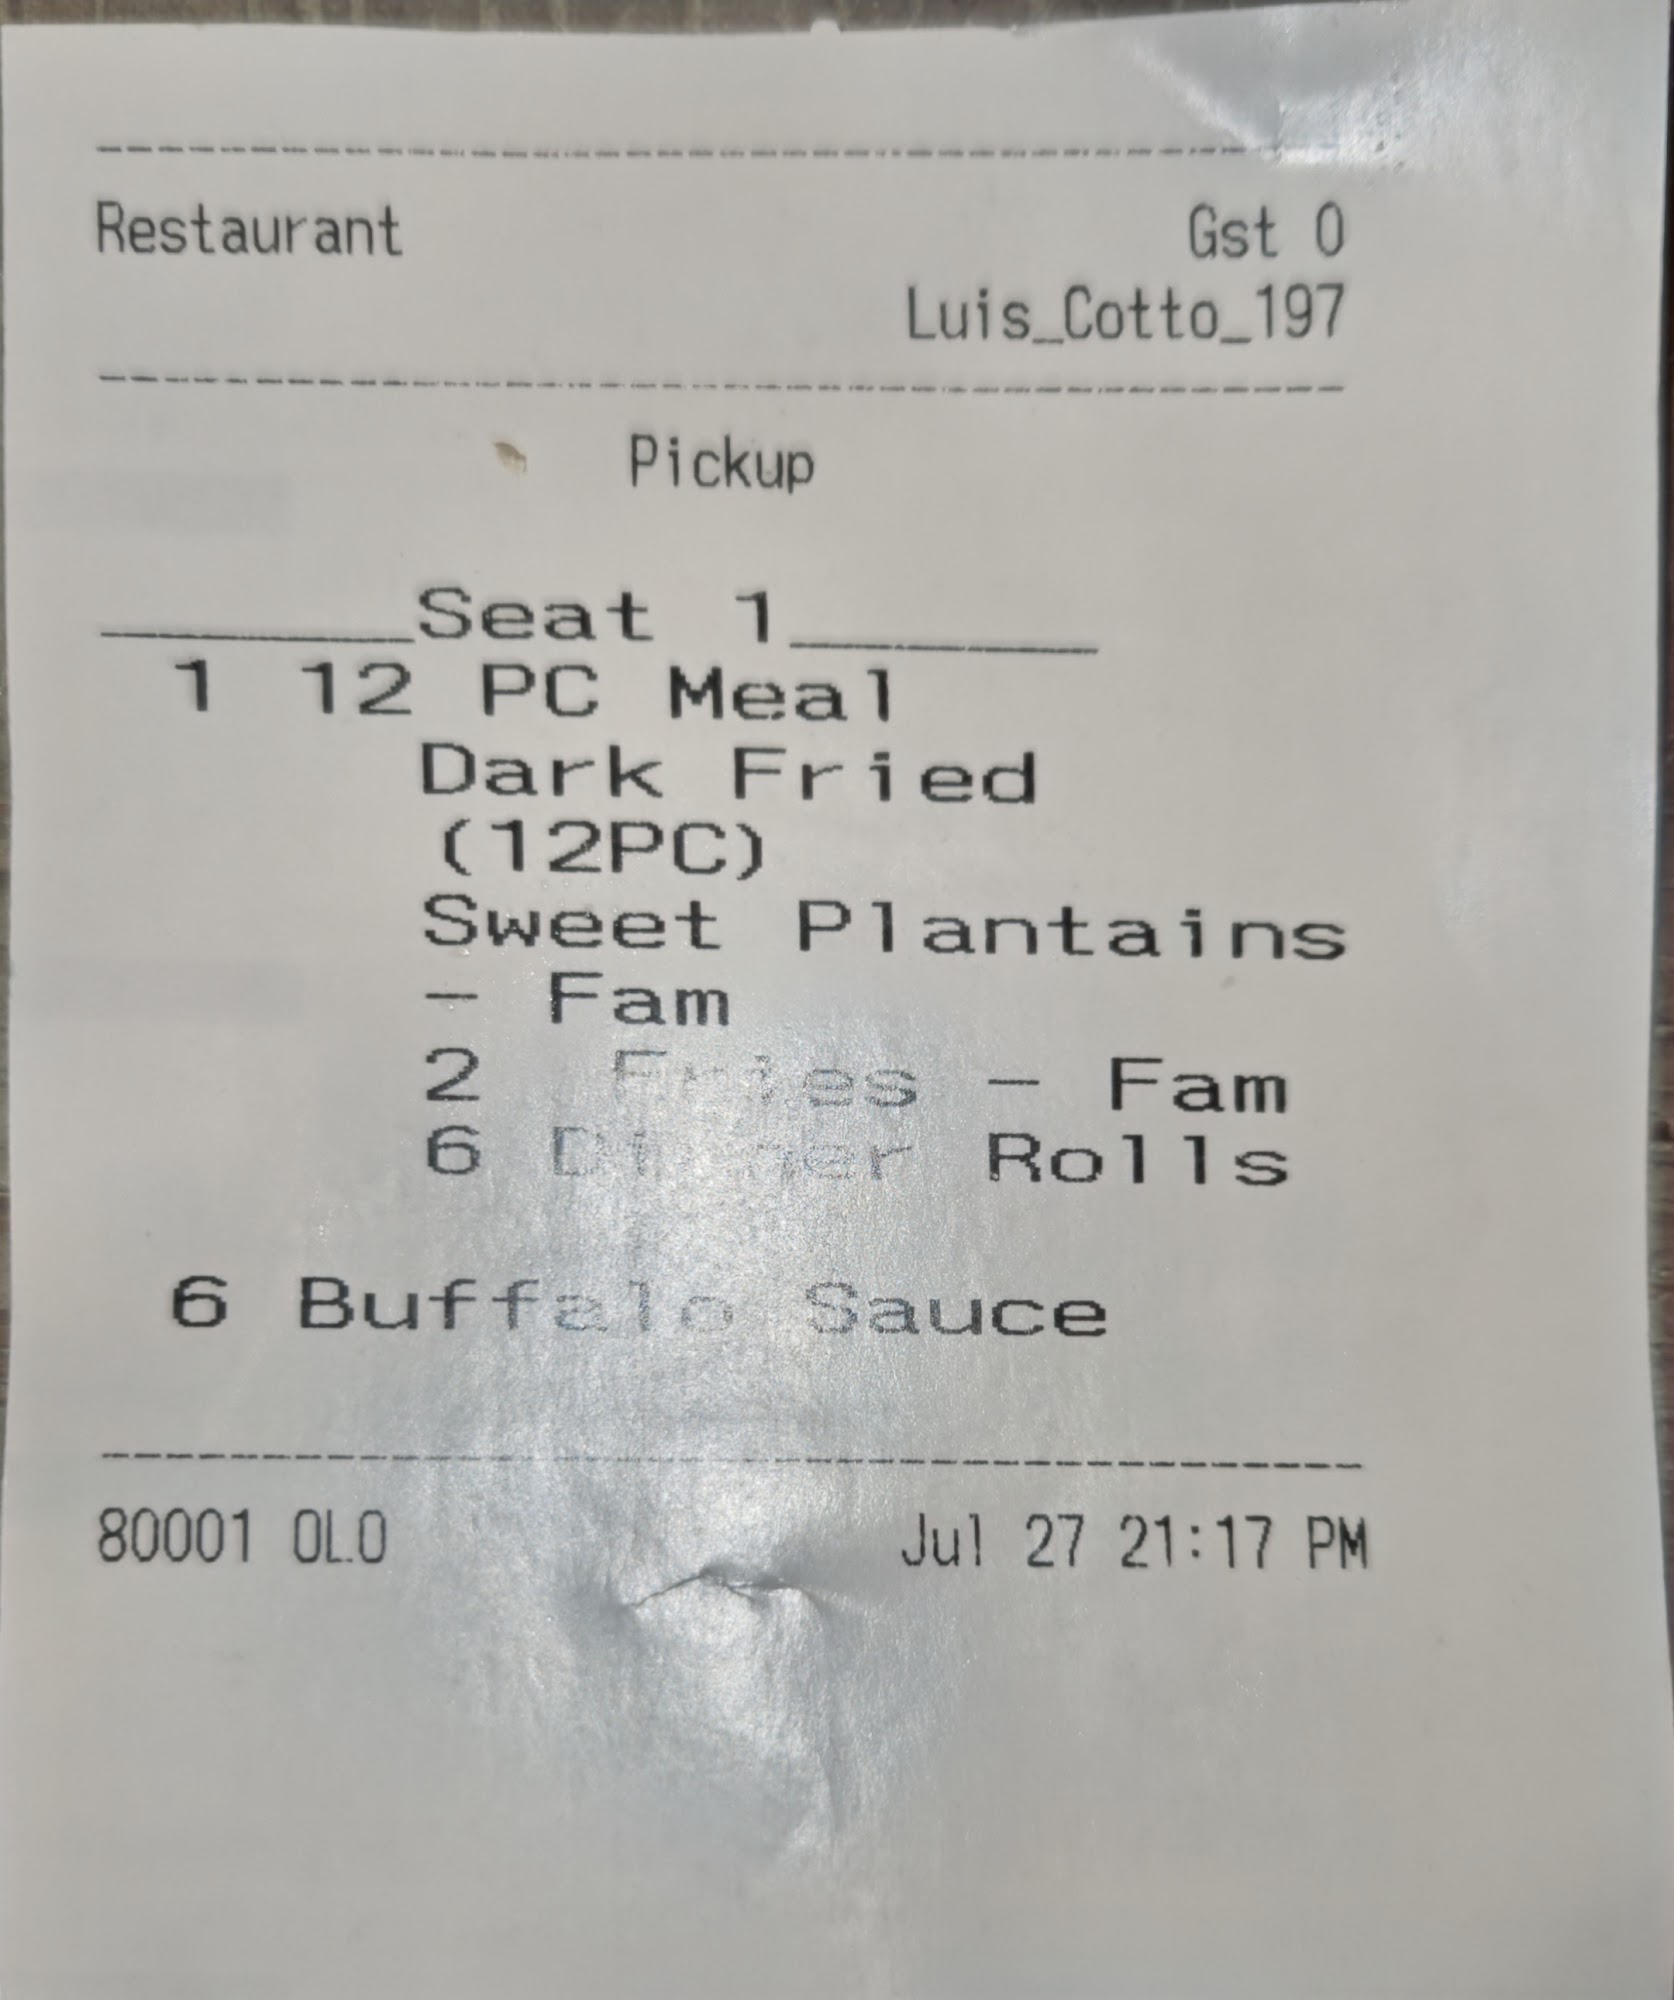 Restaurant Gst 0
Luis_Cotto_197
Pickup
Seat 1
1 12 PC Meal
Dark Fried
(12PC)
Sweet Plantains
- Fam
2 Fries - Fam
6 Dinner Rolls
6 Buffalo Sauce
80001 OLO Jul 27 21:17 PM